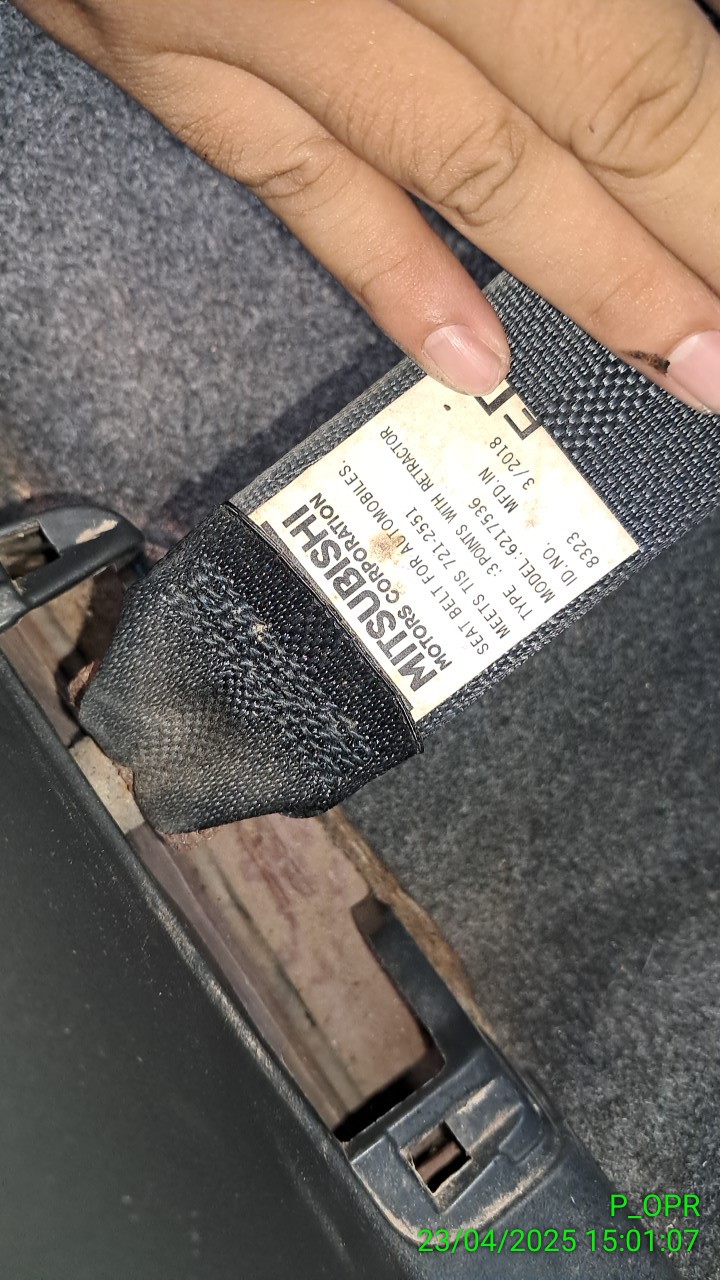 MITSUBISHI
MOTORS CORPORATION
SEAT BELT FOR AUTOMOBILES.
MEETS TIS 721-2551
TYPE :3 POINTS WITH RETRACTOR
MODEL :6217536
ID.NO. MFD.IN
8323 3/2018
P_OPR
23/04/2025 15:01:07